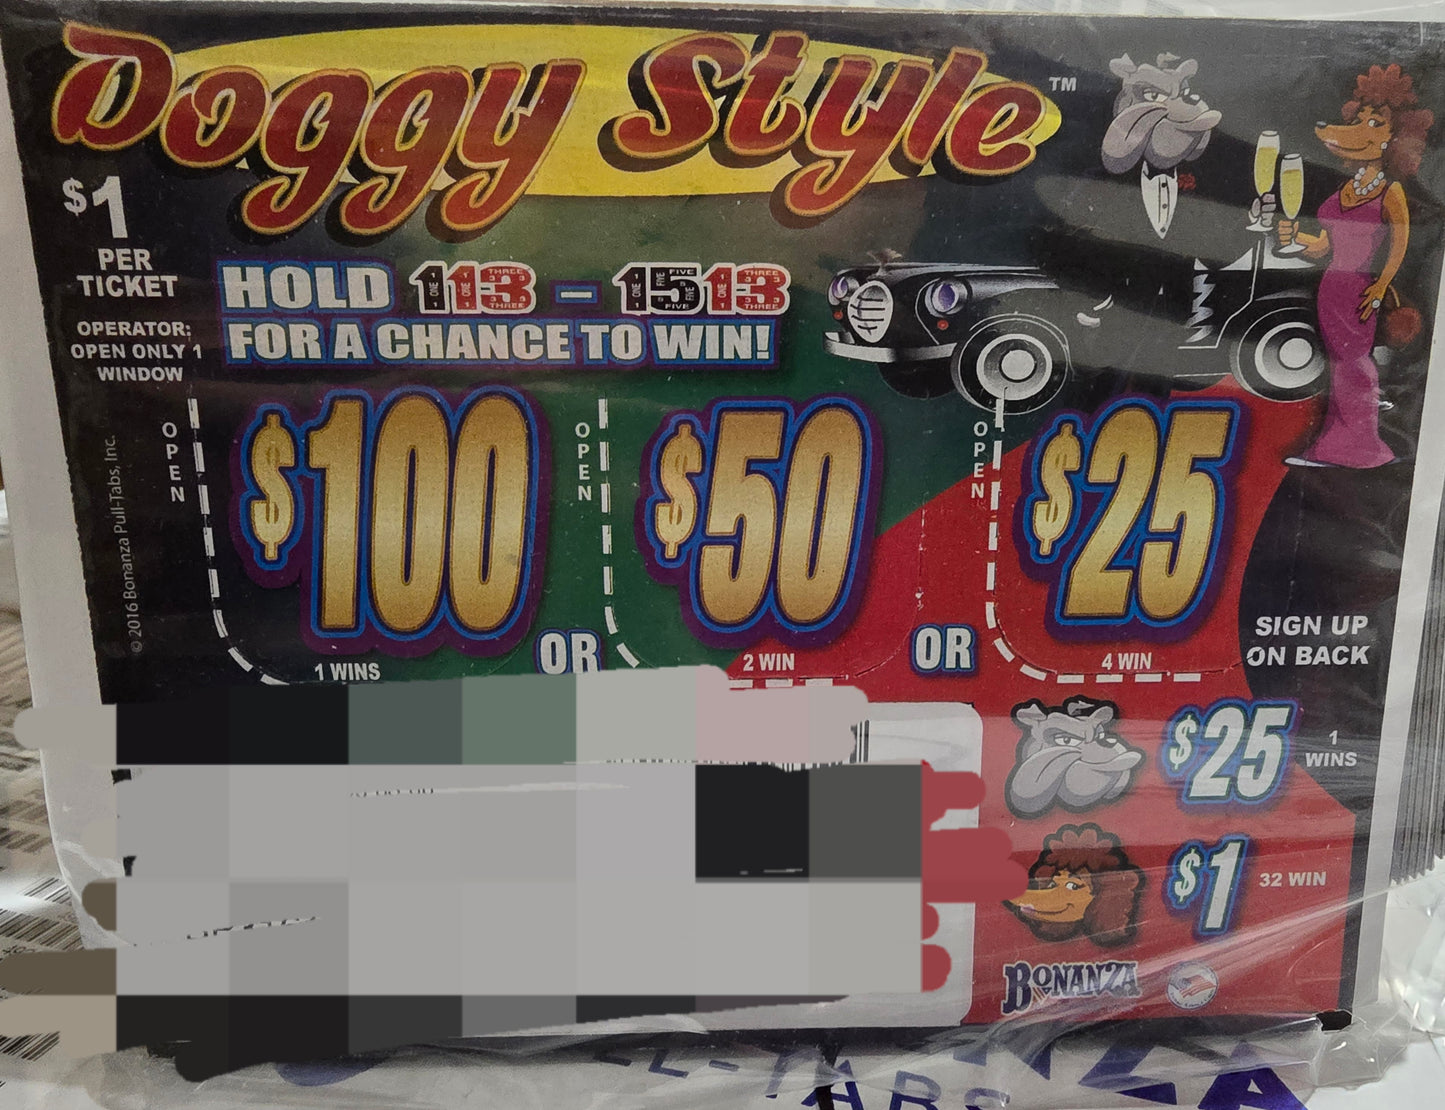 Doggy Style™
$1
PER
TICKET
OPERATOR:
OPEN ONLY 1
WINDOW
HOLD 113 – 1513
FOR A CHANCE TO WIN!
OPEN
$100
1 WINS
OR
OPEN
$50
2 WIN
OR
OPEN
$25
4 WIN
© 2016 Bonanza Pull-Tabs, Inc.
SIGN UP
ON BACK
$25
1
WINS
$1
32 WIN
BONANZA